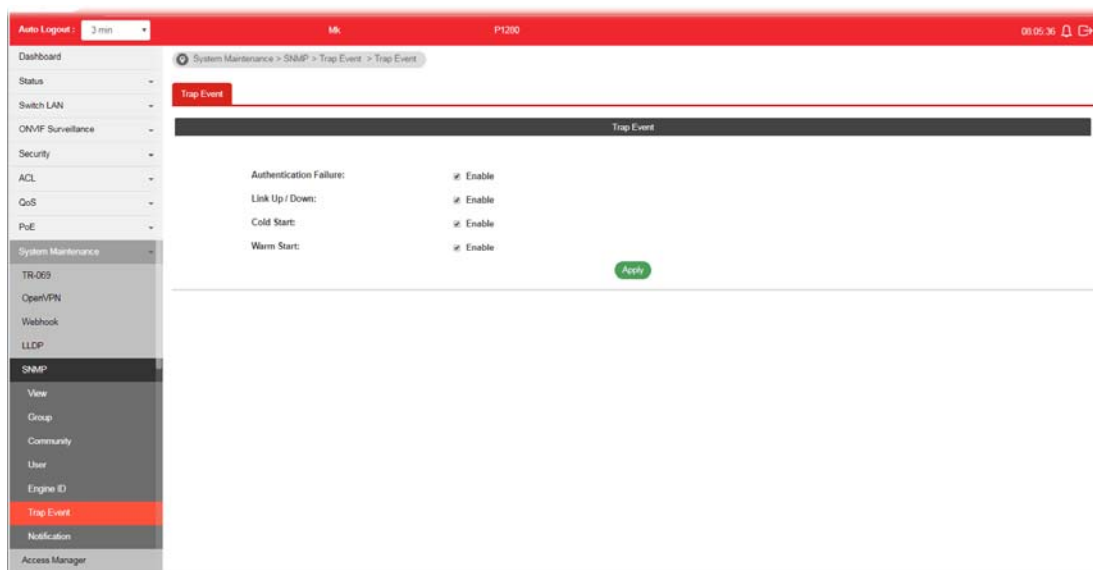 Auto Logout : 3 min Mk P1280 08:05:36
Dashboard
Status
Switch LAN
ONVIF Surveillance
Security
ACL
QoS
PoE
System Maintenance
TR-069
OpenVPN
Webhook
LLDP
SNMP
View
Group
Community
User
Engine ID
Trap Event
Notification
Access Manager
System Maintenance > SNMP > Trap Event > Trap Event
Trap Event
Trap Event
Authentication Failure: Enable
Link Up / Down: Enable
Cold Start: Enable
Warm Start: Enable
Apply